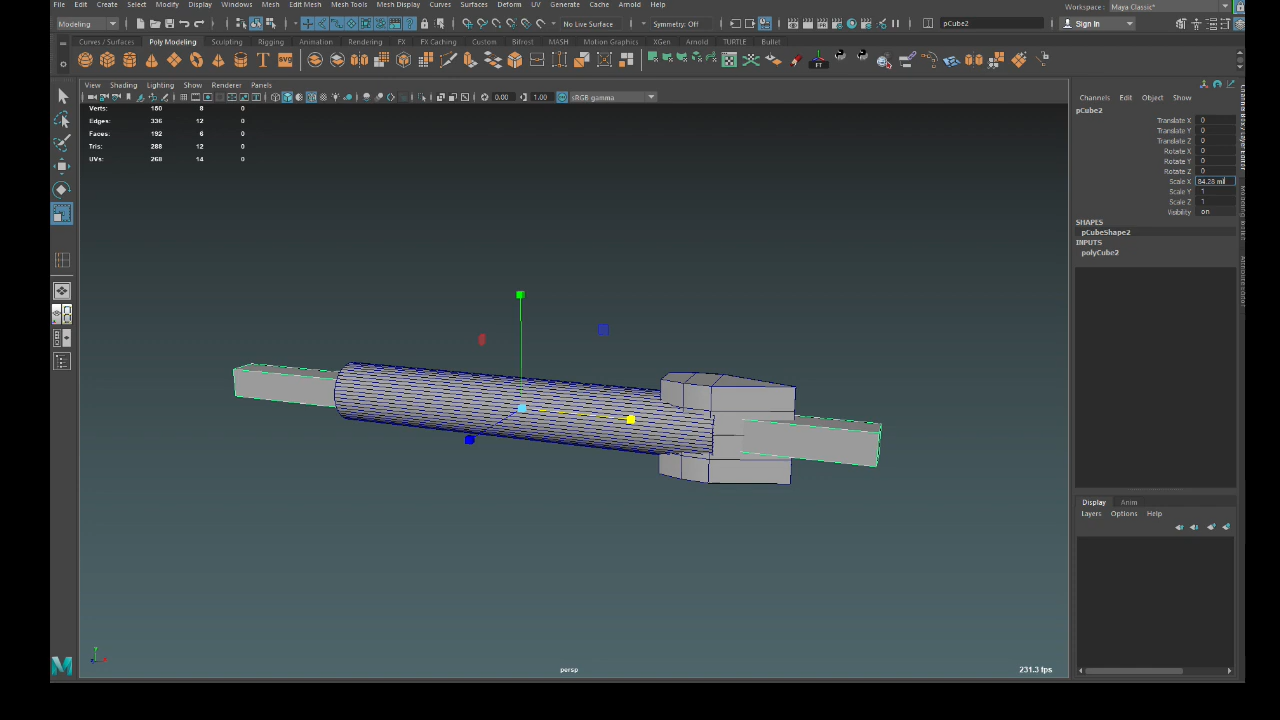 File Edit Create Select Modify Display Windows Mesh Edit Mesh Mesh Tools Mesh Display Curves Surfaces Deform UV Generate Cache Arnold Help
Workspace: Maya Classic*
Modeling
No Live Surface
Symmetry: Off
pCube2
Sign In
Curves / Surfaces Poly Modeling Sculpting Rigging Animation Rendering FX FX Caching Custom Bifrost MASH Motion Graphics XGen Arnold TURTLE Bullet
FT
View Shading Lighting Show Renderer Panels
0.00 1.00 sRGB gamma
Verts: 180 8 0
Edges: 336 12 0
Faces: 192 6 0
Tris: 288 12 0
UVs: 268 14 0
Channels Edit Object Show
pCube2
Translate X 0
Translate Y 0
Translate Z 0
Rotate X 0
Rotate Y 0
Rotate Z 0
Scale X 84.28 mi
Scale Y 1
Scale Z 1
Visibility on
SHAPES
pCubeShape2
INPUTS
polyCube2
Display Anim
Layers Options Help
persp
231.3 fps